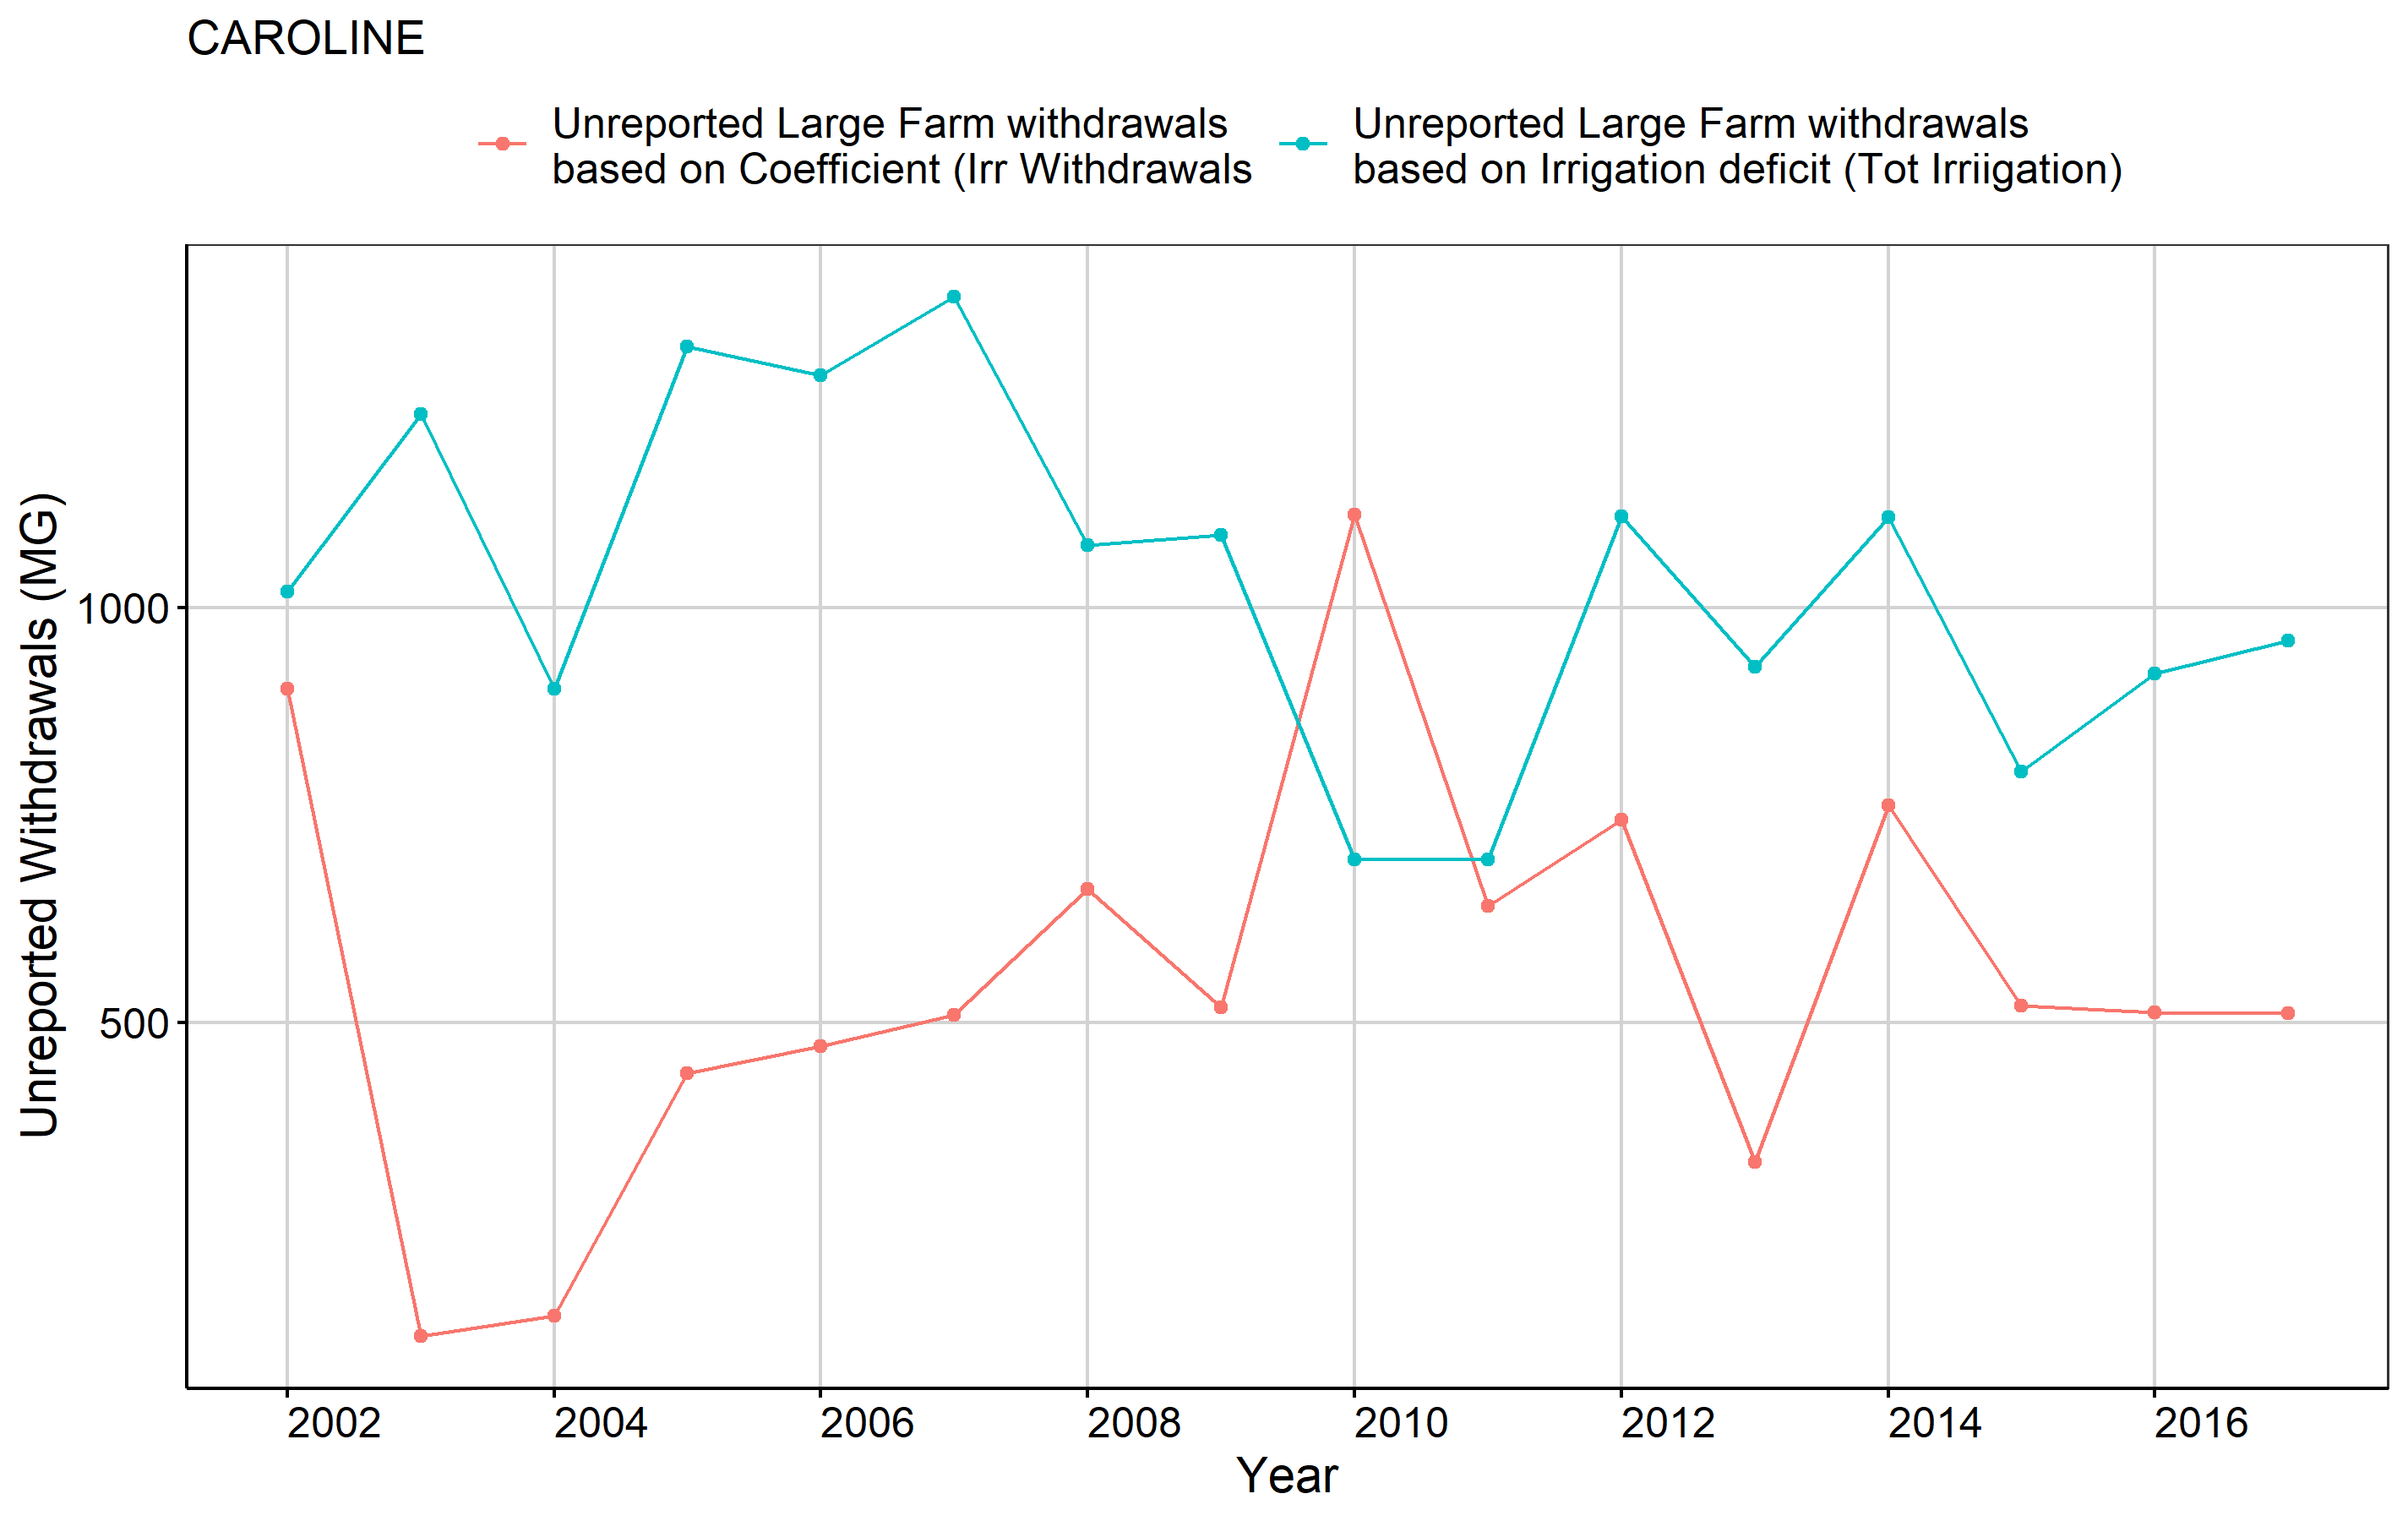 CAROLINE
Unreported Large Farm withdrawals
based on Coefficient (Irr Withdrawals
Unreported Large Farm withdrawals
based on Irrigation deficit (Tot Irriigation)
Unreported Withdrawals (MG)
1000
500
2002 2004 2006 2008 2010 2012 2014 2016
Year